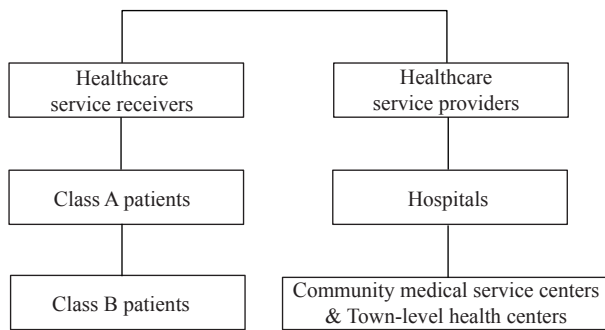 Healthcare
service receivers
Healthcare
service providers
Class A patients
Hospitals
Class B patients
Community medical service centers
& Town-level health centers